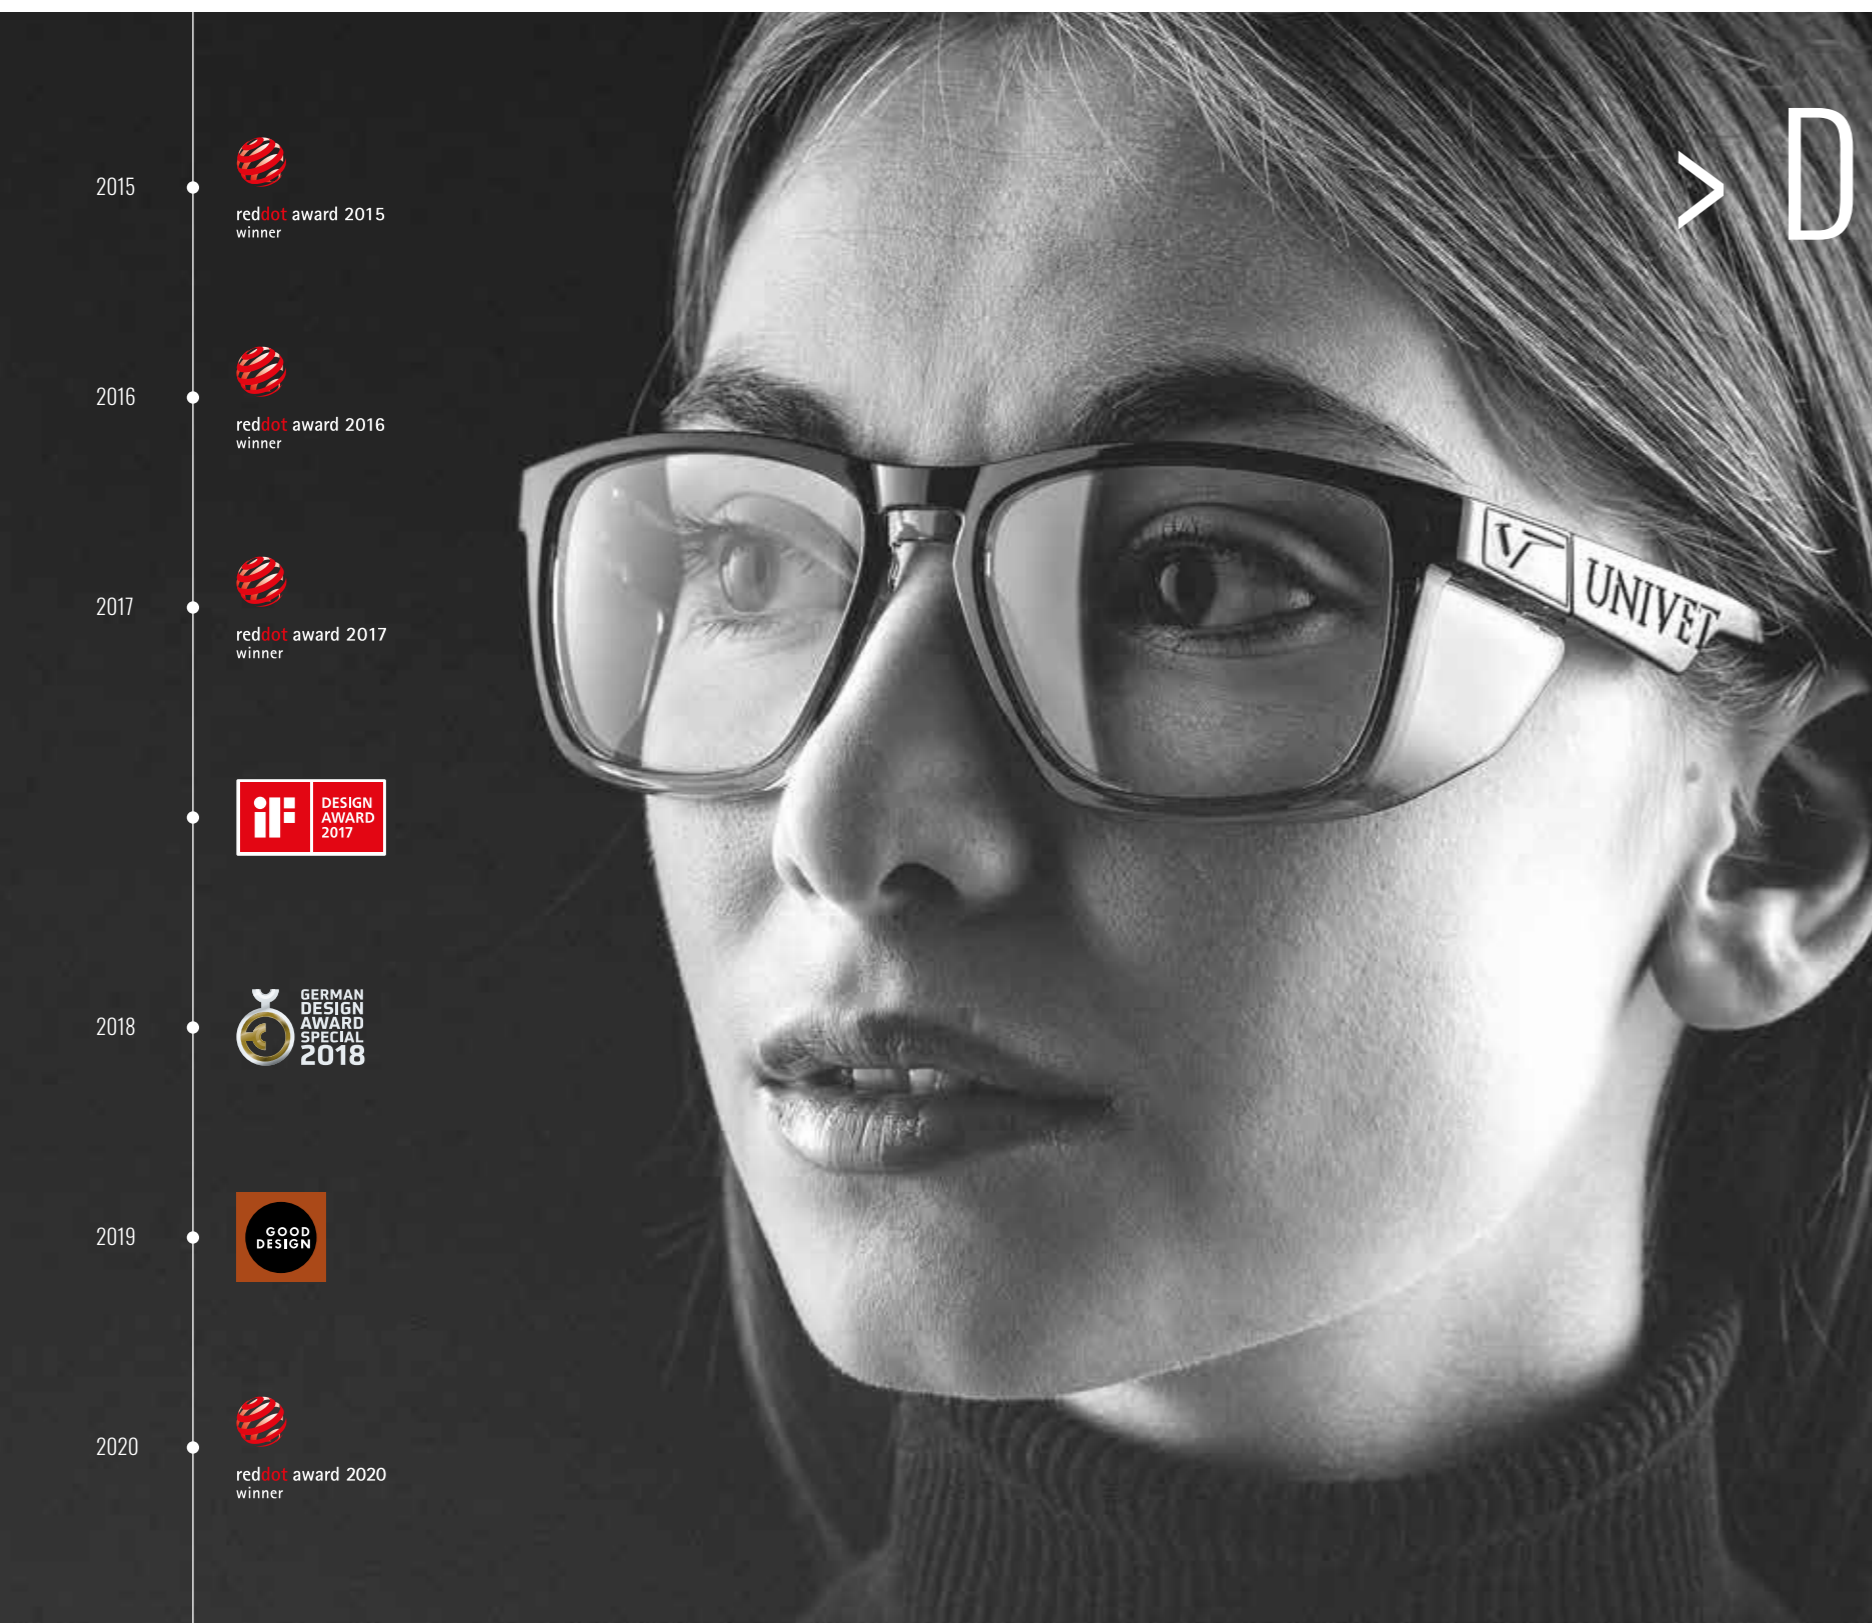 > D
2015
reddot award 2015
winner
2016
reddot award 2016
winner
2017
reddot award 2017
winner
iF
DESIGN
AWARD
2017
2018
GERMAN
DESIGN
AWARD
SPECIAL
2018
2019
GOOD
DESIGN
2020
reddot award 2020
winner
UNIVET